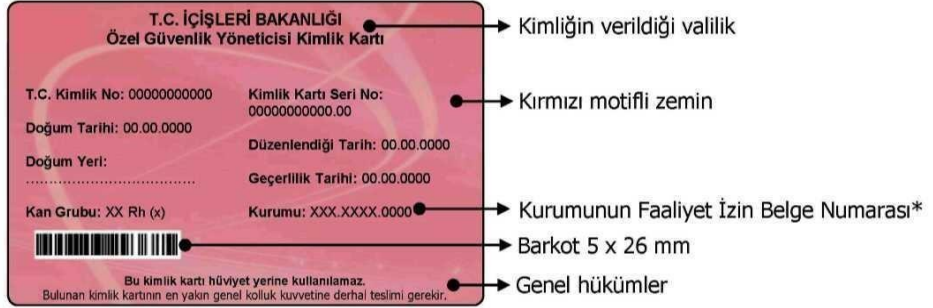 T.C. İÇİŞLERİ BAKANLIĞI
Özel Güvenlik Yöneticisi Kimlik Kartı
Kimliğin verildiği valilik
T.C. Kimlik No: 00000000000
Kimlik Kartı Seri No:
00000000000.00
Kırmızı motifli zemin
Doğum Tarihi: 00.00.0000
Düzenlendiği Tarih: 00.00.0000
Doğum Yeri:
....................................
Geçerlilik Tarihi: 00.00.0000
Kan Grubu: XX Rh (x)
Kurumu: XXX.XXXX.0000
Kurumunun Faaliyet İzin Belge Numarası*
Barkot 5 x 26 mm
Bu kimlik kartı hüviyet yerine kullanılamaz.
Bulunan kimlik kartının en yakın genel kolluk kuvvetine derhal teslimi gerekir.
Genel hükümler